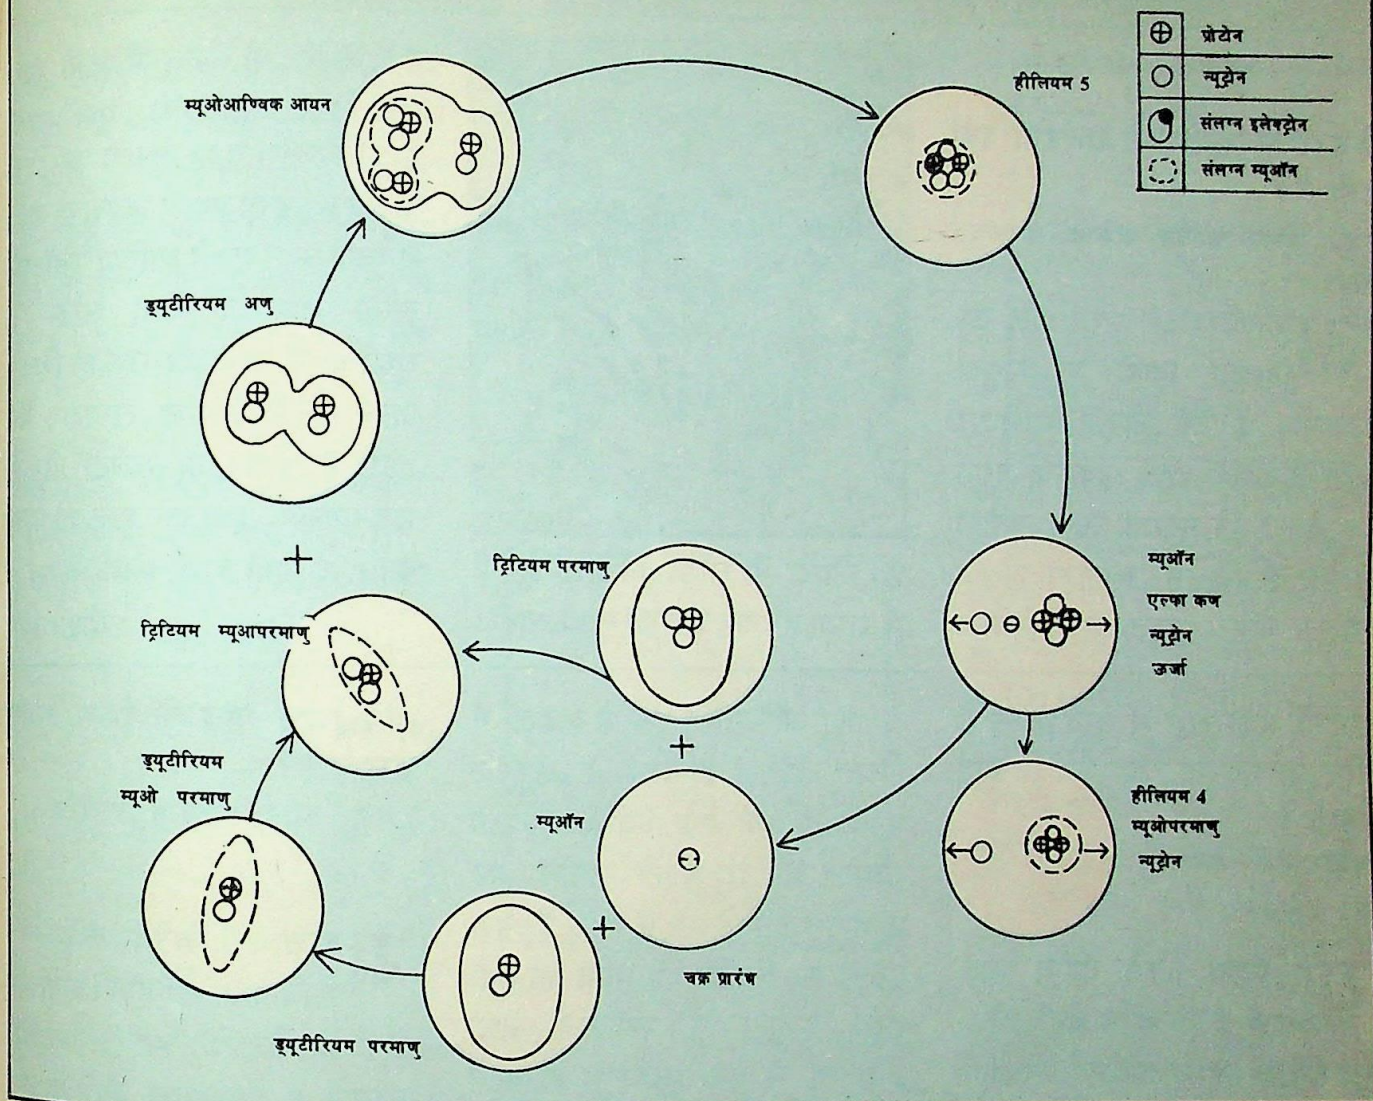 प्रोटोन
न्यूट्रोन
संलग्न इलेक्ट्रोन
संलग्न म्यूऑन
म्यूओआण्विक आयन
हीलियम 5
ड्यूटीरियम अणु
+
ट्रिटियम परमाणु
ट्रिटियम म्यूओपरमाणु
म्यूऑन
एल्फा कण
न्यूट्रोन
ऊर्जा
+
ड्यूटीरियम
म्यूओ परमाणु
म्यूऑन
हीलियम 4
म्यूओपरमाणु
न्यूट्रोन
+
चक्र प्रारंभ
ड्यूटीरियम परमाणु